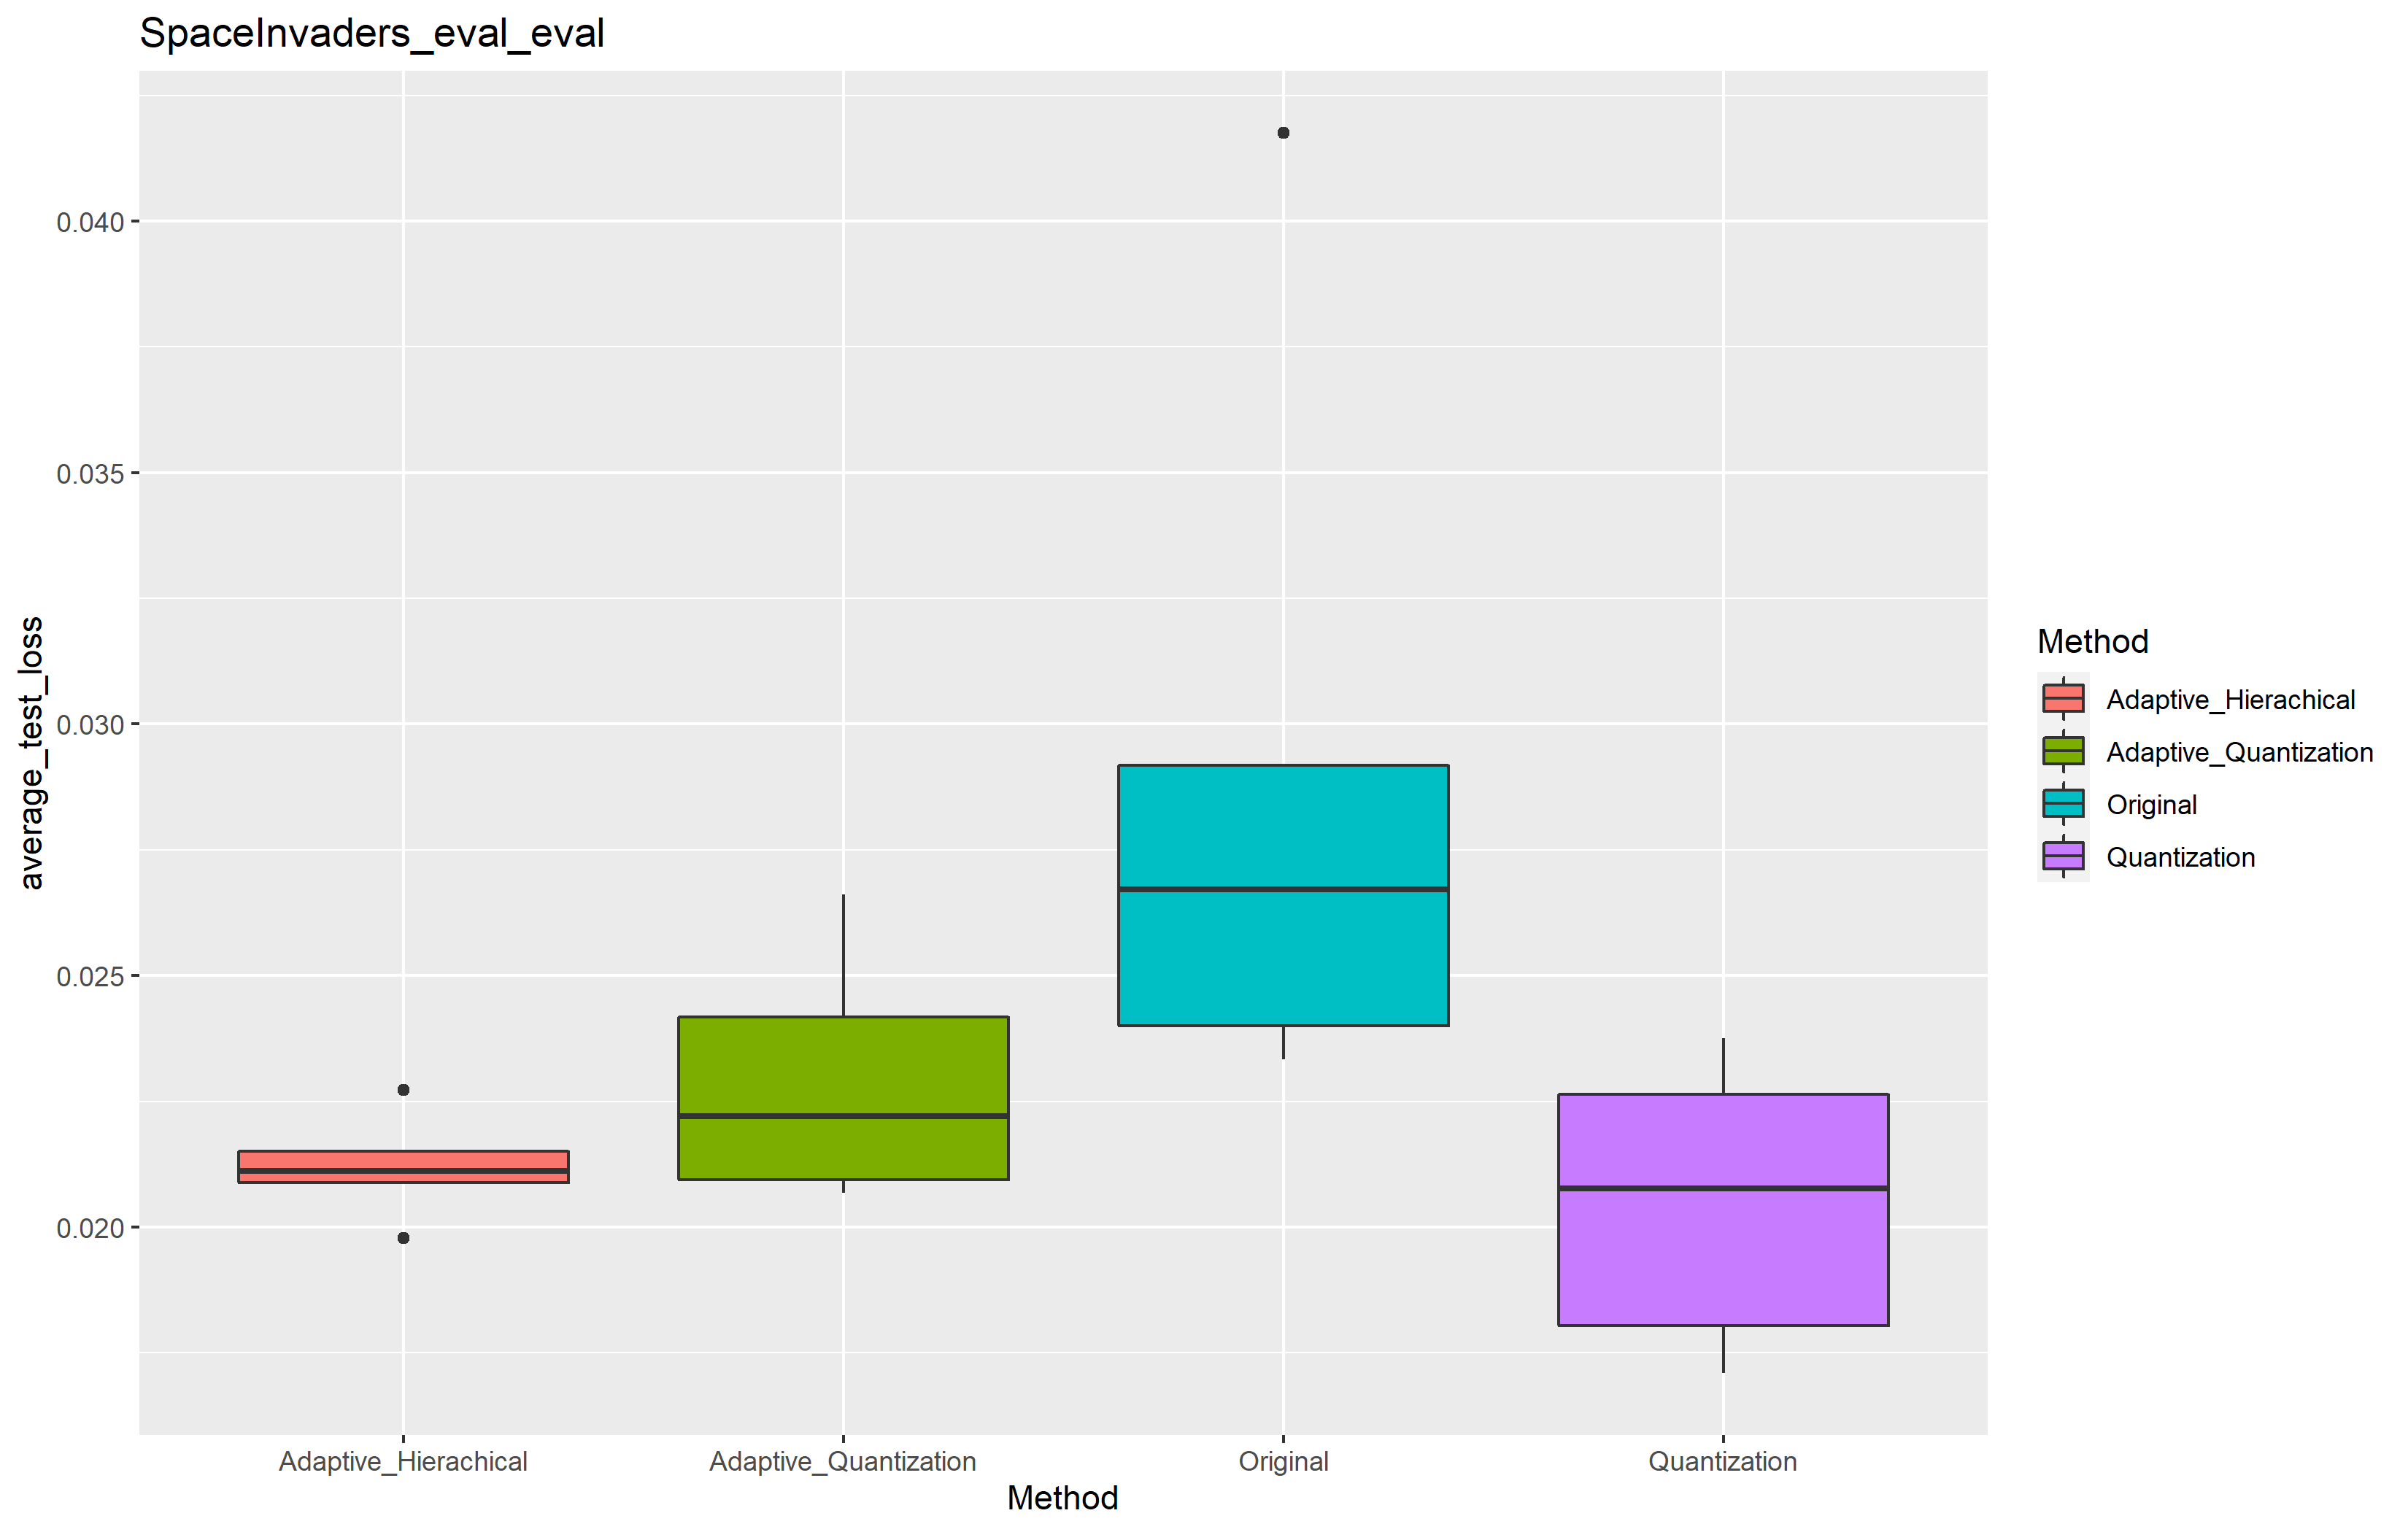 SpaceInvaders_eval_eval
average_test_loss
0.040
0.035
0.030
0.025
0.020
Adaptive_Hierachical
Adaptive_Quantization
Original
Quantization
Method
Method
Adaptive_Hierachical
Adaptive_Quantization
Original
Quantization